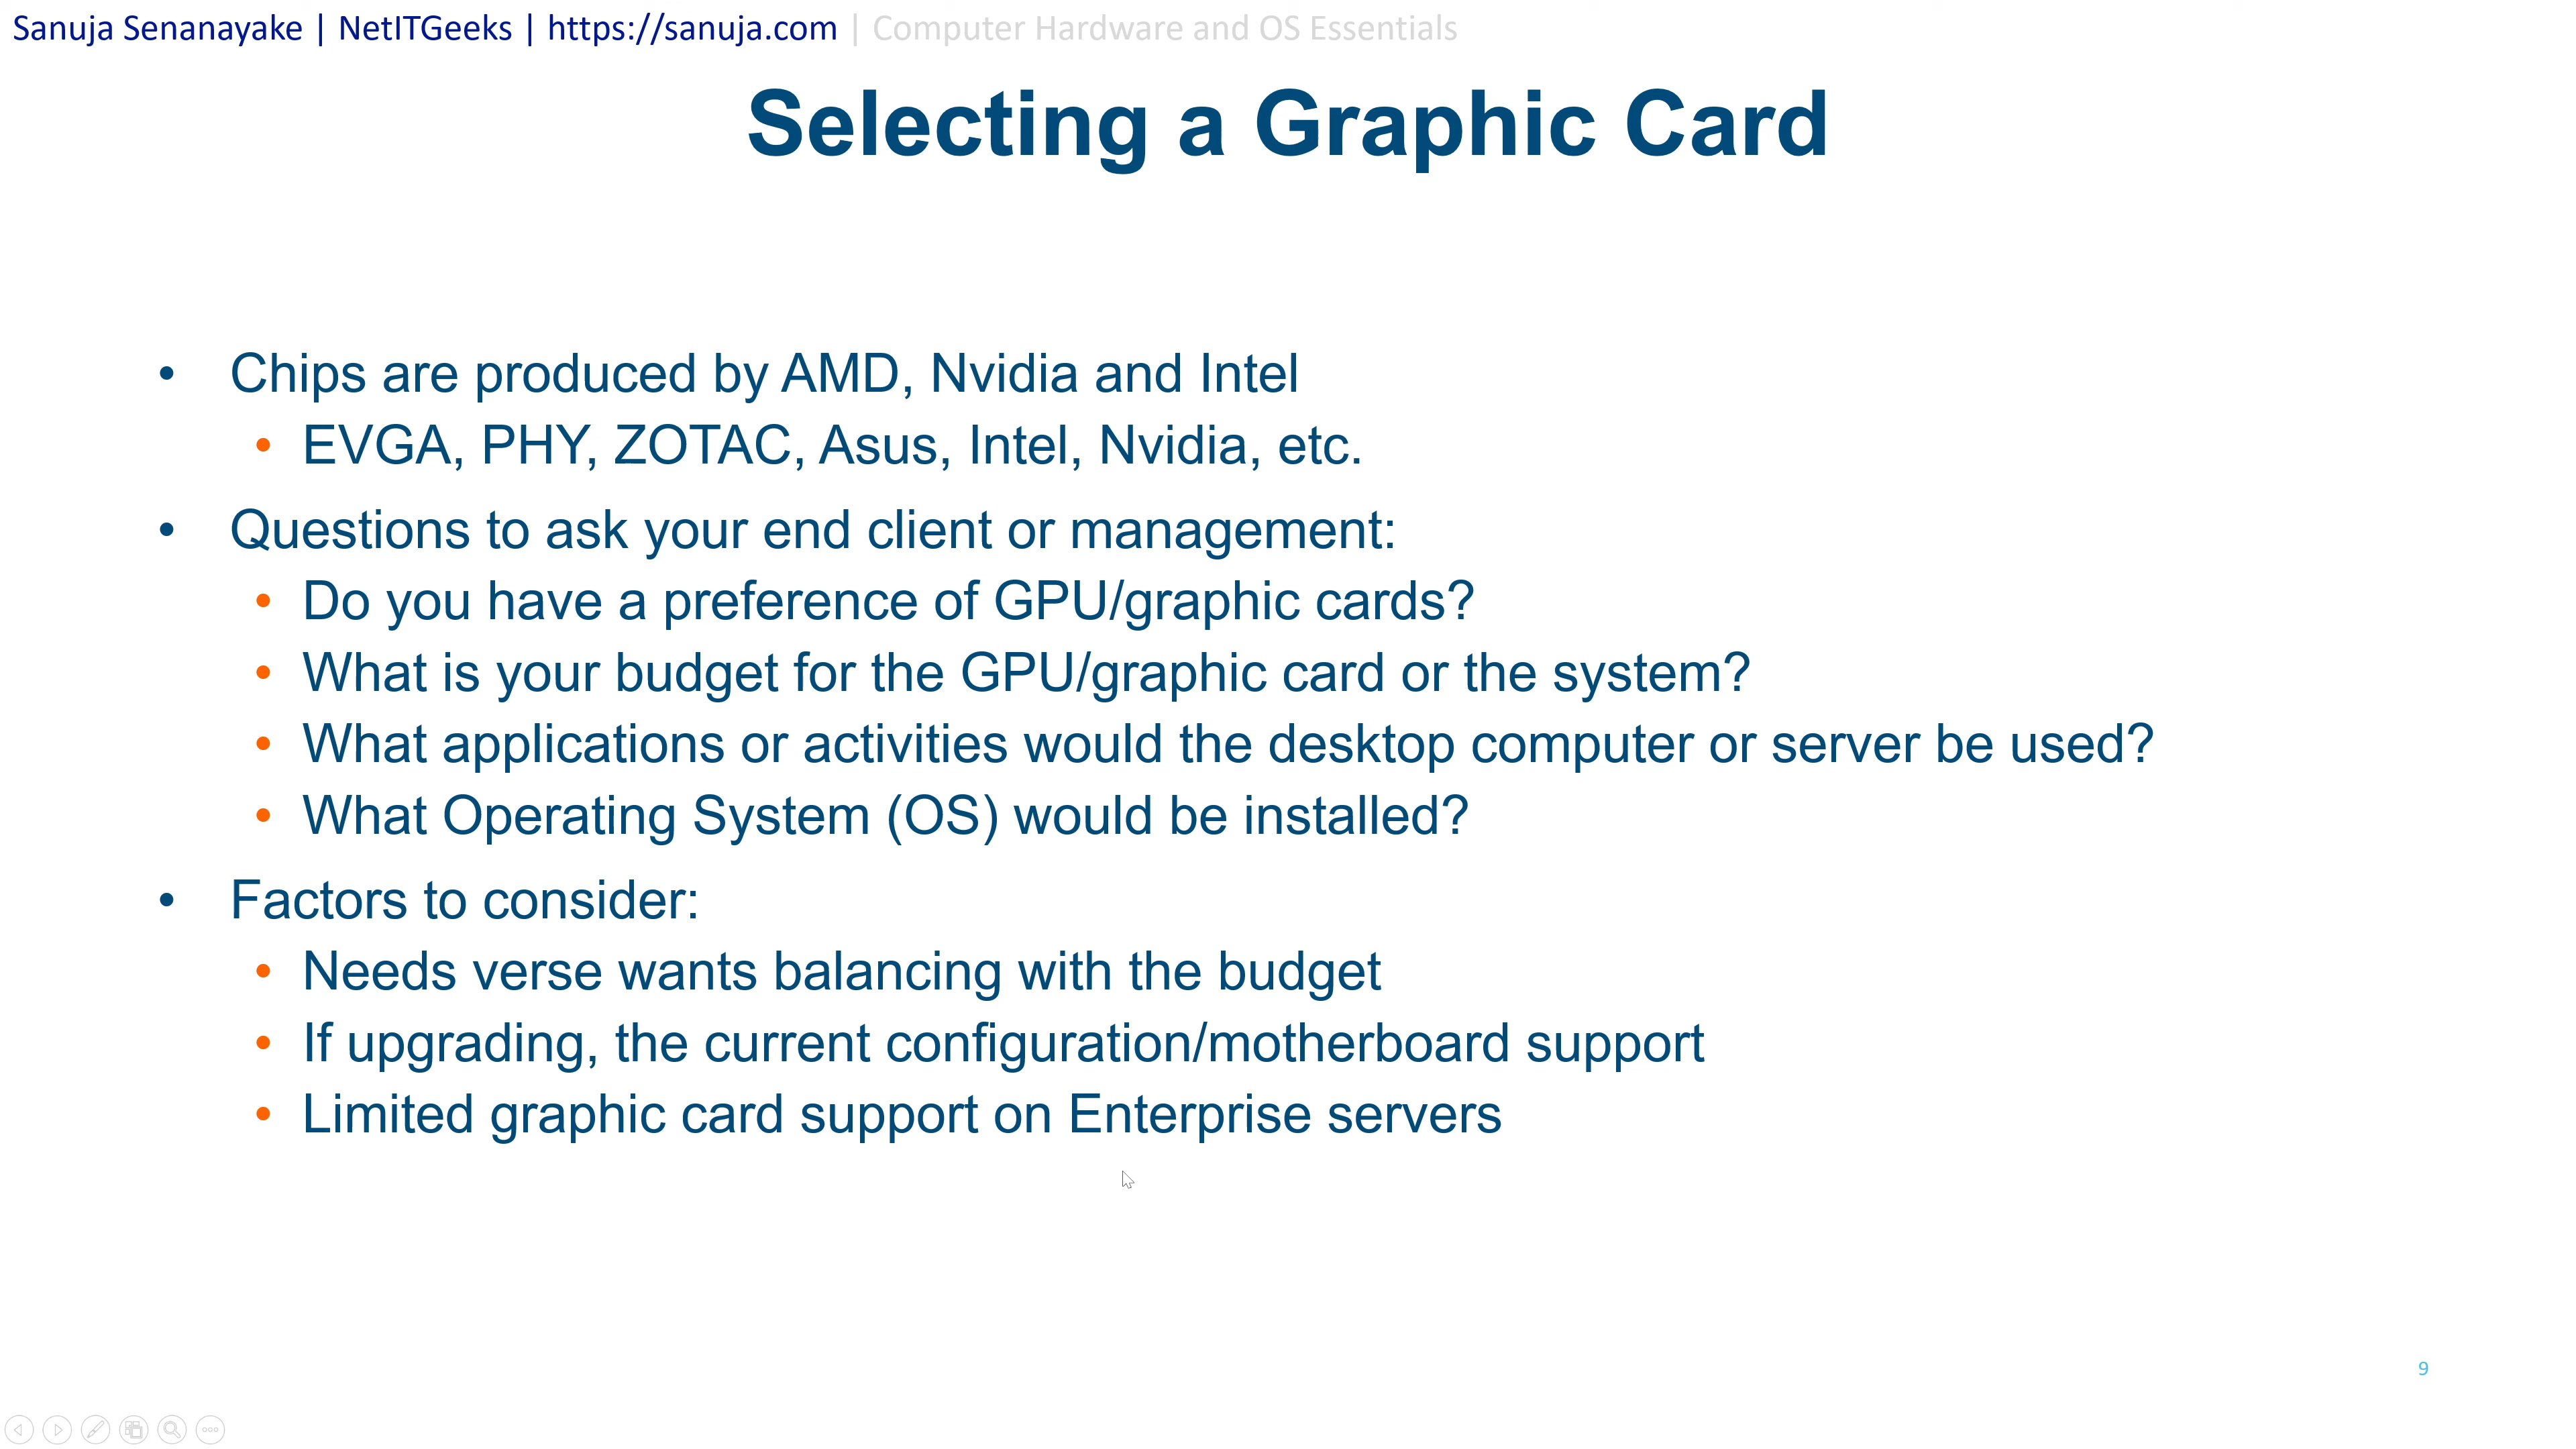 Sanuja Senanayake | NetITGeeks | https://sanuja.com | Computer Hardware and OS Essentials
Selecting a Graphic Card
• Chips are produced by AMD, Nvidia and Intel
• EVGA, PHY, ZOTAC, Asus, Intel, Nvidia, etc.
• Questions to ask your end client or management:
• Do you have a preference of GPU/graphic cards?
• What is your budget for the GPU/graphic card or the system?
• What applications or activities would the desktop computer or server be used?
• What Operating System (OS) would be installed?
• Factors to consider:
• Needs verse wants balancing with the budget
• If upgrading, the current configuration/motherboard support
• Limited graphic card support on Enterprise servers
9